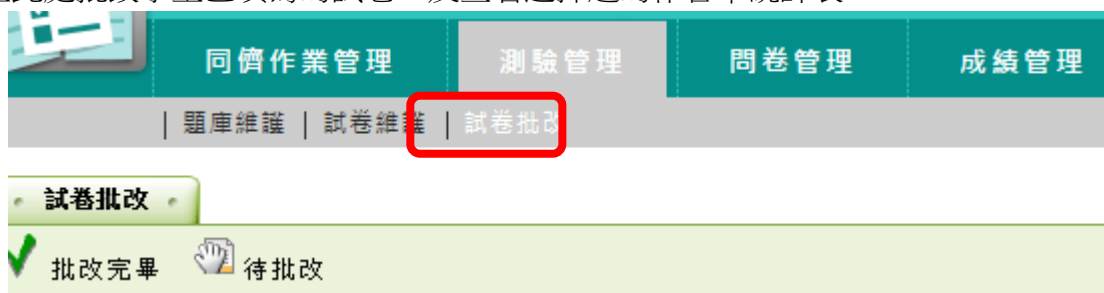 同儕作業管理 測驗管理 問卷管理 成績管理
| 題庫維護 | 試卷維護 | 試卷批改
試卷批改
批改完畢 待批改